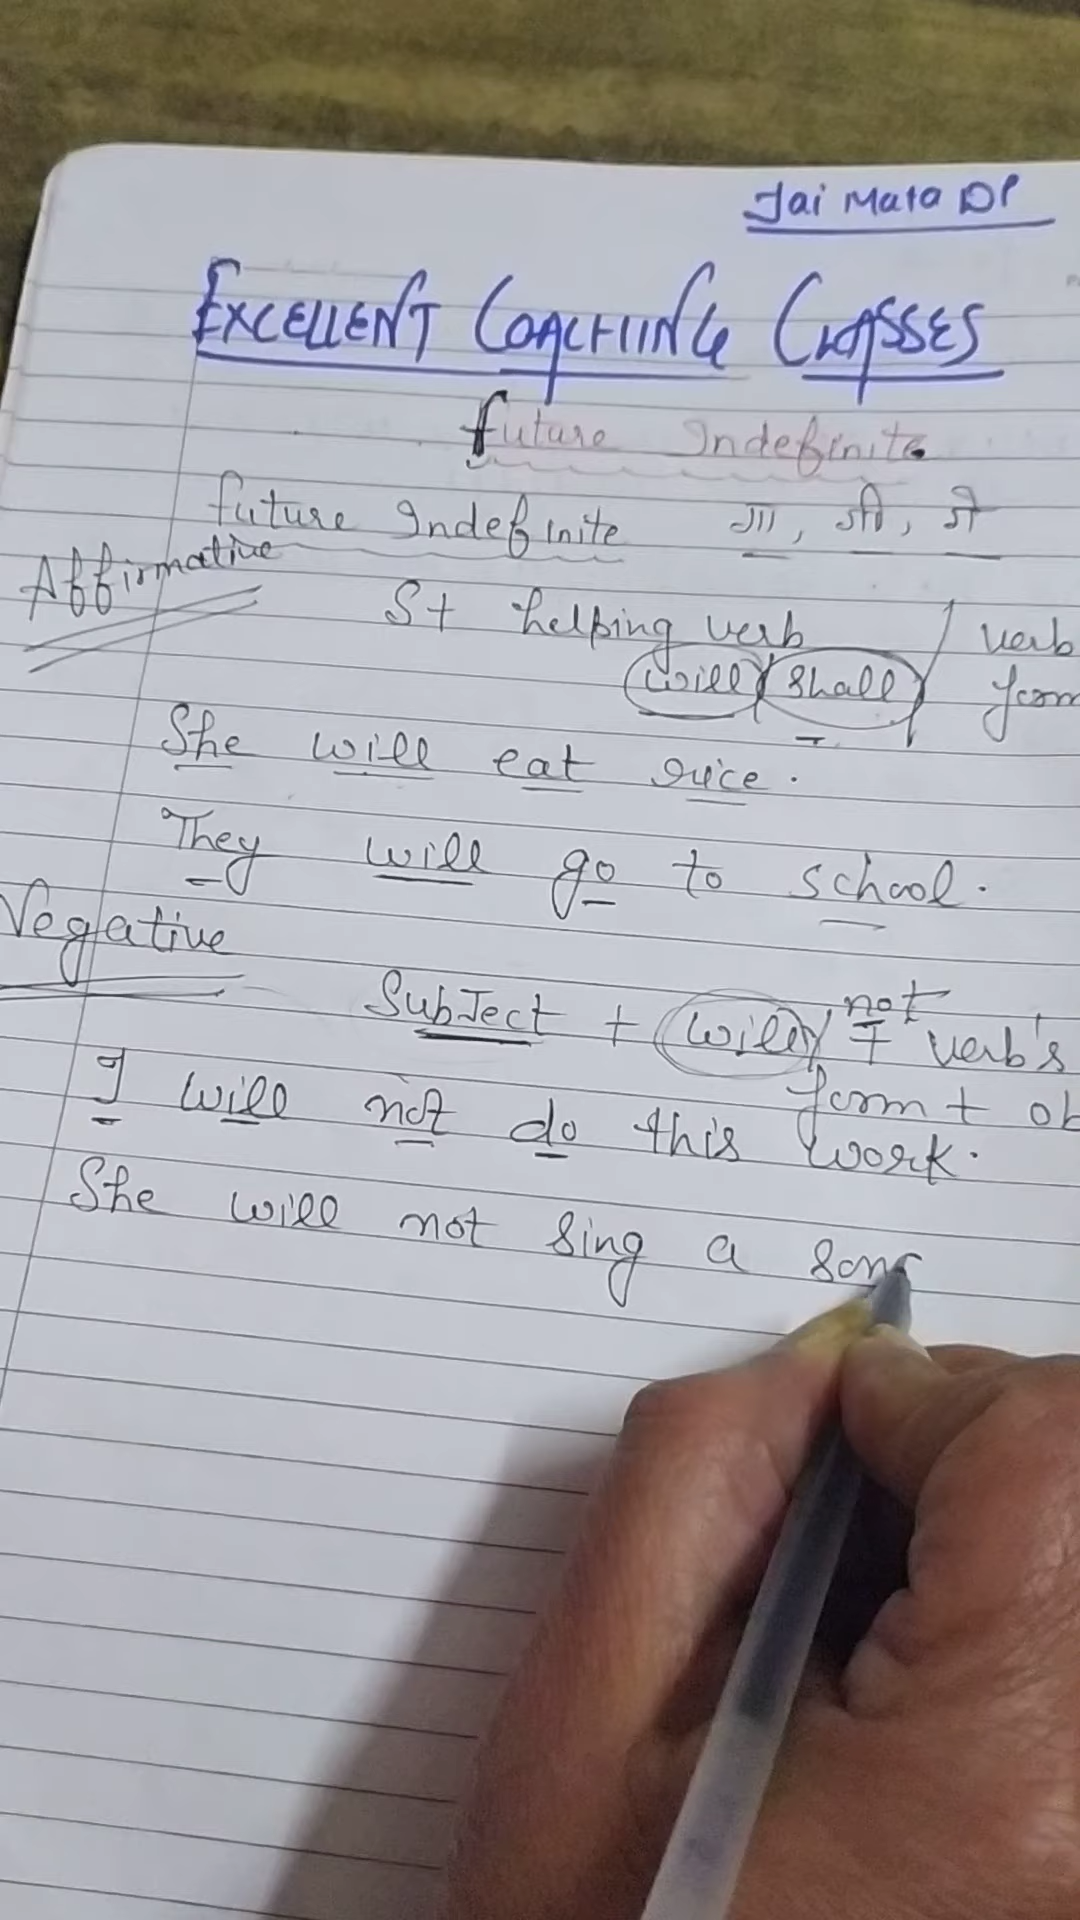 Jai Mata DI
EXCELLENT COACHING CLASSES
Future Indefinite
Future Indefinite गा, गी, गे
Affirmative
S+ helping verb / verb
will / shall form
She will eat rice.
They will go to school.
Negative
Subject + will / not + verb's
form + ob
I will not do this work.
She will not sing a song